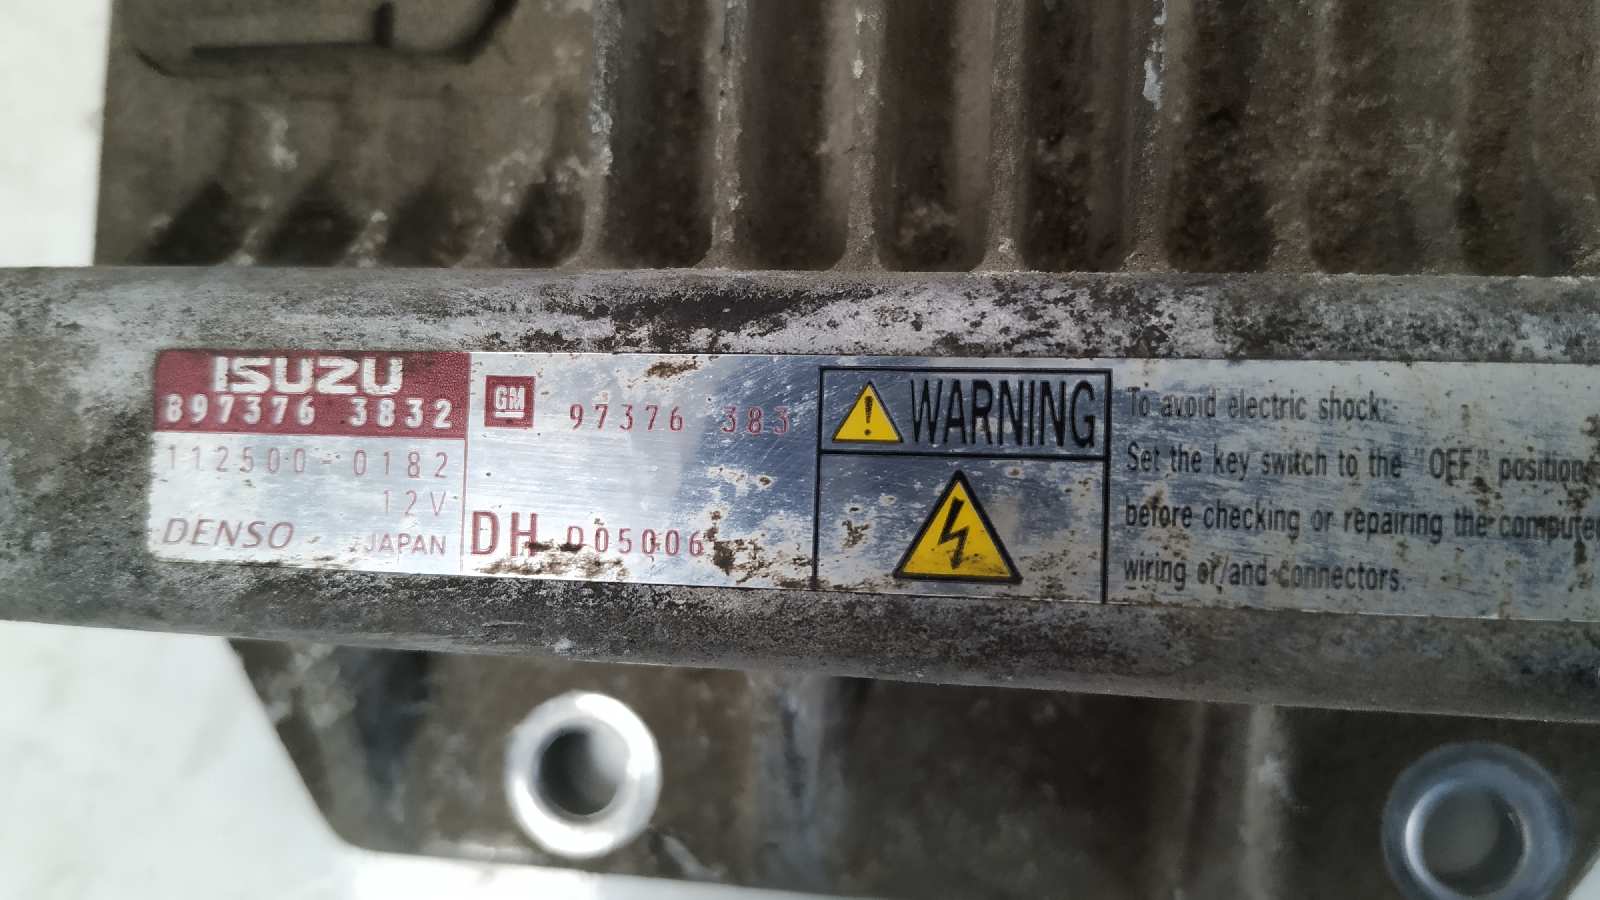 ISUZU
897376 3832
112500-0182
12V
DENSO JAPAN
GM 97376 383
DH D05006
WARNING
To avoid electric shock:
Set the key switch to the "OFF" position
before checking or repairing the computer
wiring or/and connectors.